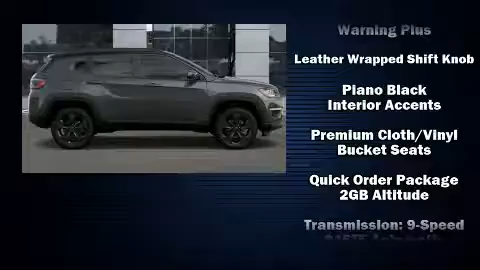 Warning Plus
Leather Wrapped Shift Knob
Piano Black
Interior Accents
Premium Cloth/Vinyl
Bucket Seats
Quick Order Package
2GB Altitude
Transmission: 9-Speed